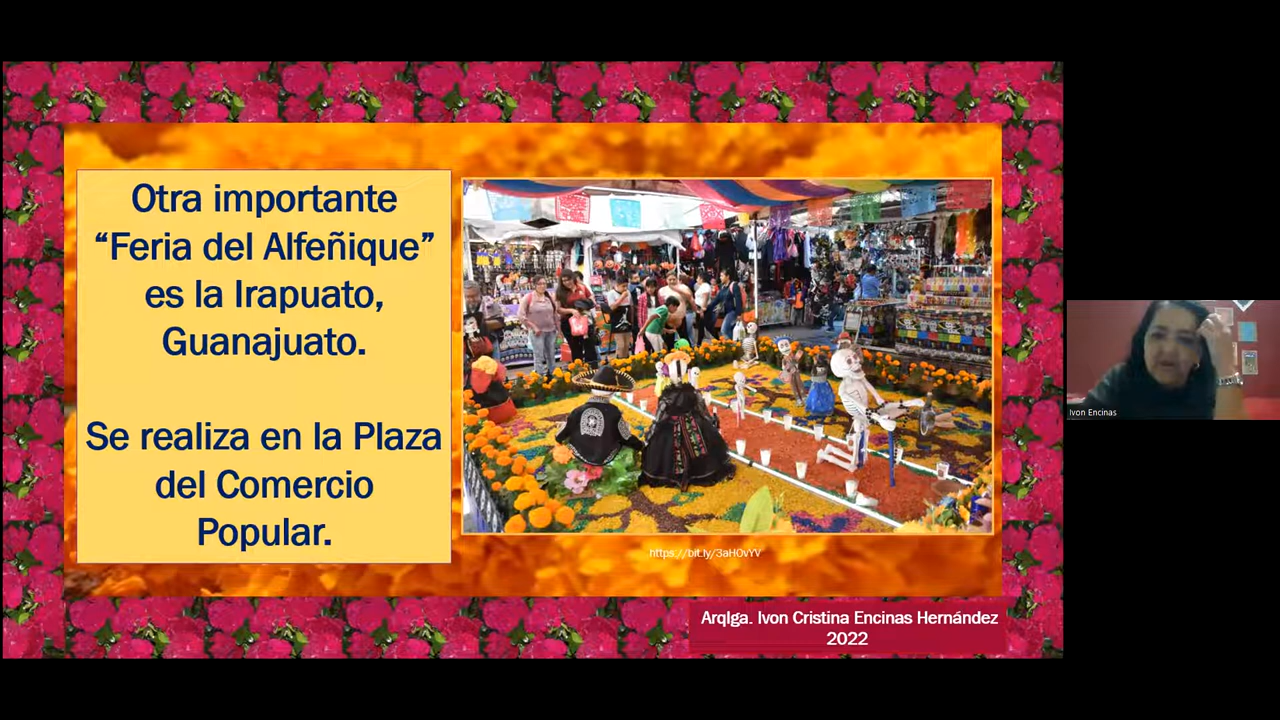 Otra importante
“Feria del Alfeñique”
es la Irapuato,
Guanajuato.
Se realiza en la Plaza
del Comercio
Popular.
https://bit.ly/3aHOvYV
Arqlga. Ivon Cristina Encinas Hernández
2022
Ivon Encinas